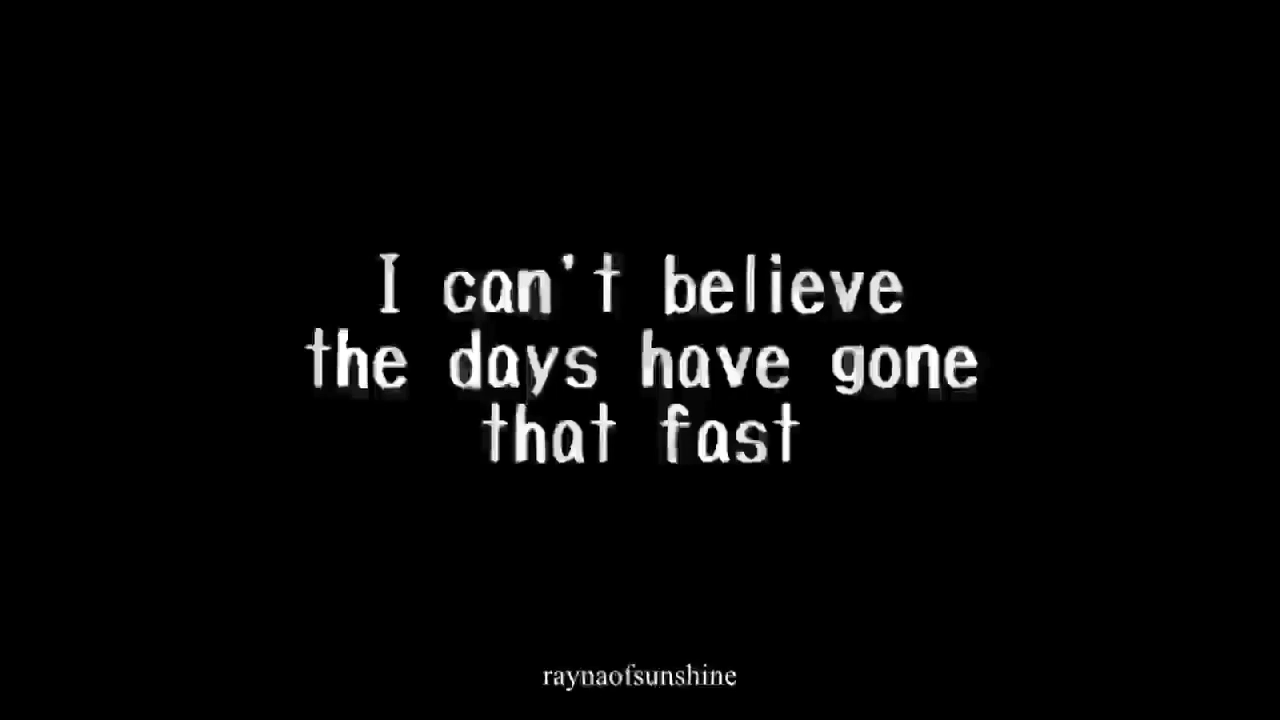 I can't believe
the days have gone
that fast
raynaofsunshine